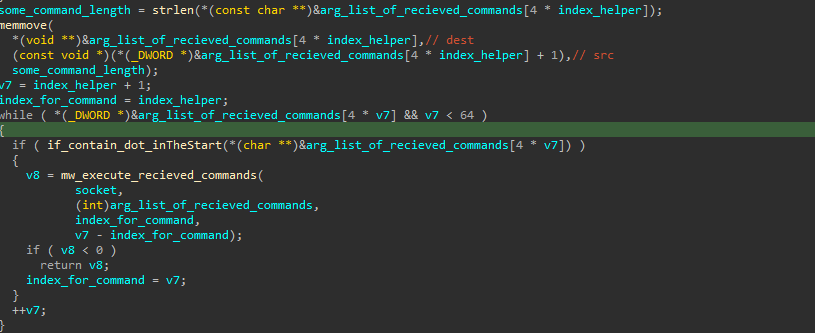 some_command_length = strlen(*(const char **)&arg_list_of_recieved_commands[4 * index_helper]);
memmove(
*(void **)&arg_list_of_recieved_commands[4 * index_helper],// dest
(const void *)(*(_DWORD *)&arg_list_of_recieved_commands[4 * index_helper] + 1),// src
some_command_length);
v7 = index_helper + 1;
index_for_command = index_helper;
while ( *(_DWORD *)&arg_list_of_recieved_commands[4 * v7] && v7 < 64 )
{
if ( if_contain_dot_inTheStart(*(char **)&arg_list_of_recieved_commands[4 * v7]) )
{
v8 = mw_execute_recieved_commands(
socket,
(int)arg_list_of_recieved_commands,
index_for_command,
v7 - index_for_command);
if ( v8 < 0 )
return v8;
index_for_command = v7;
}
++v7;
}